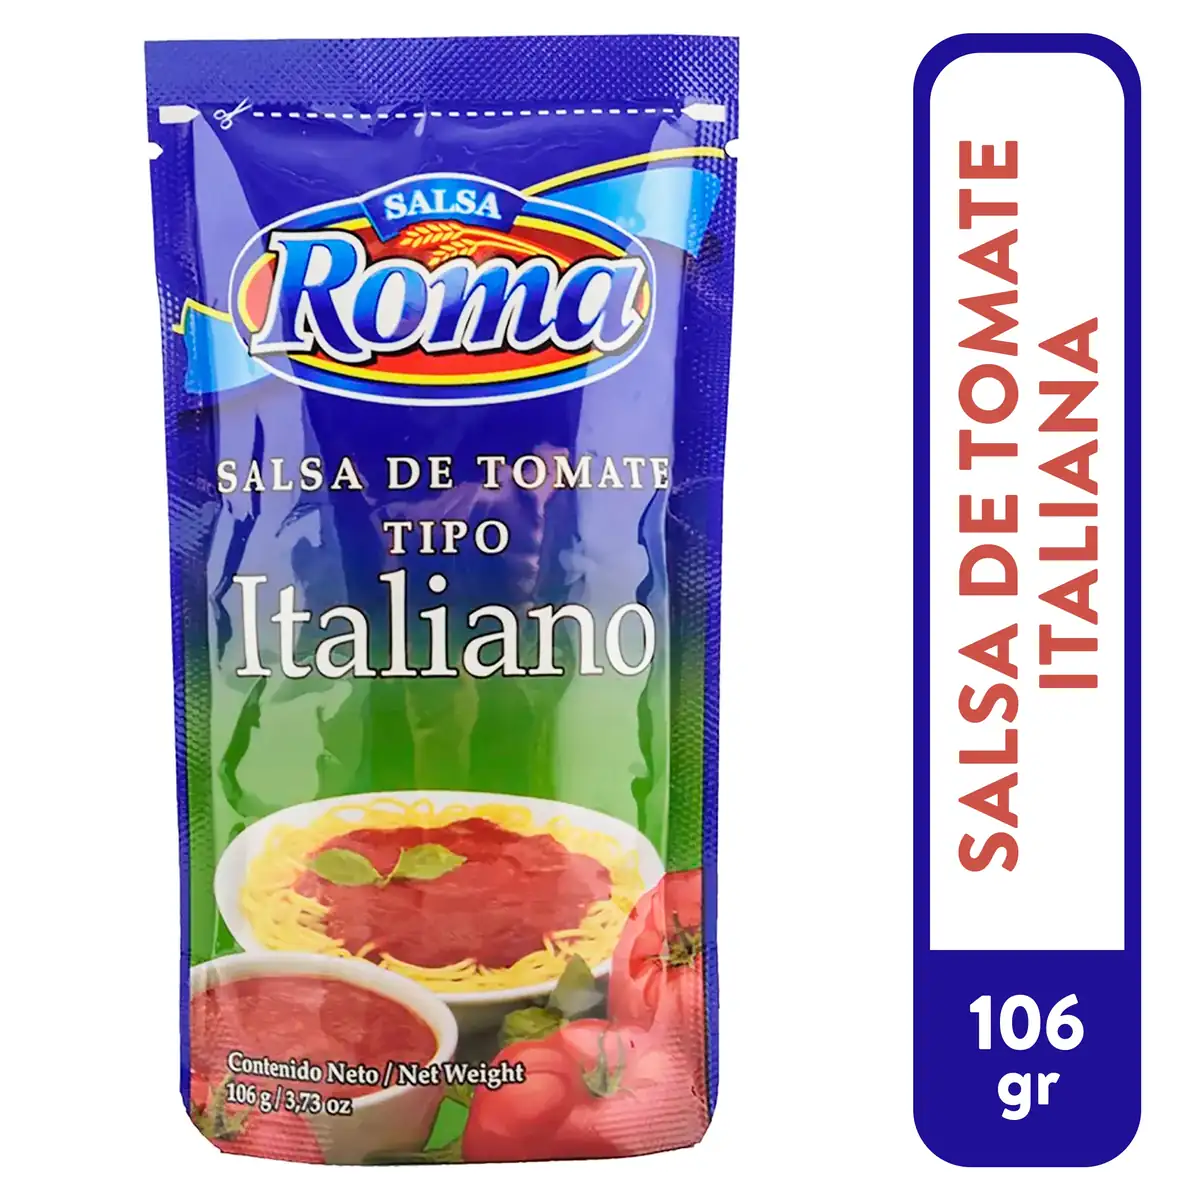 SALSA
Roma
SALSA DE TOMATE
TIPO
Italiano
Contenido Neto / Net Weight
106 g / 3,73 oz
SALSA DE TOMATE
ITALIANA
106
gr